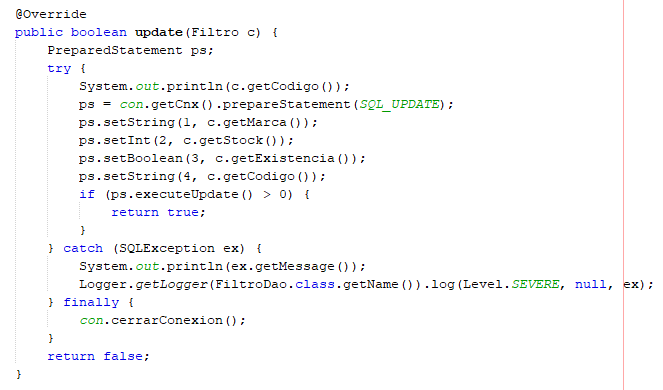 @Override
public boolean update(Filtro c) {
    PreparedStatement ps;
    try {
        System.out.println(c.getCodigo());
        ps = con.getCnx().prepareStatement(SQL_UPDATE);
        ps.setString(1, c.getMarca());
        ps.setInt(2, c.getStock());
        ps.setBoolean(3, c.getExistencia());
        ps.setString(4, c.getCodigo());
        if (ps.executeUpdate() > 0) {
            return true;
        }
    } catch (SQLException ex) {
        System.out.println(ex.getMessage());
        Logger.getLogger(FiltroDao.class.getName()).log(Level.SEVERE, null, ex);
    } finally {
        con.cerrarConexion();
    }
    return false;
}